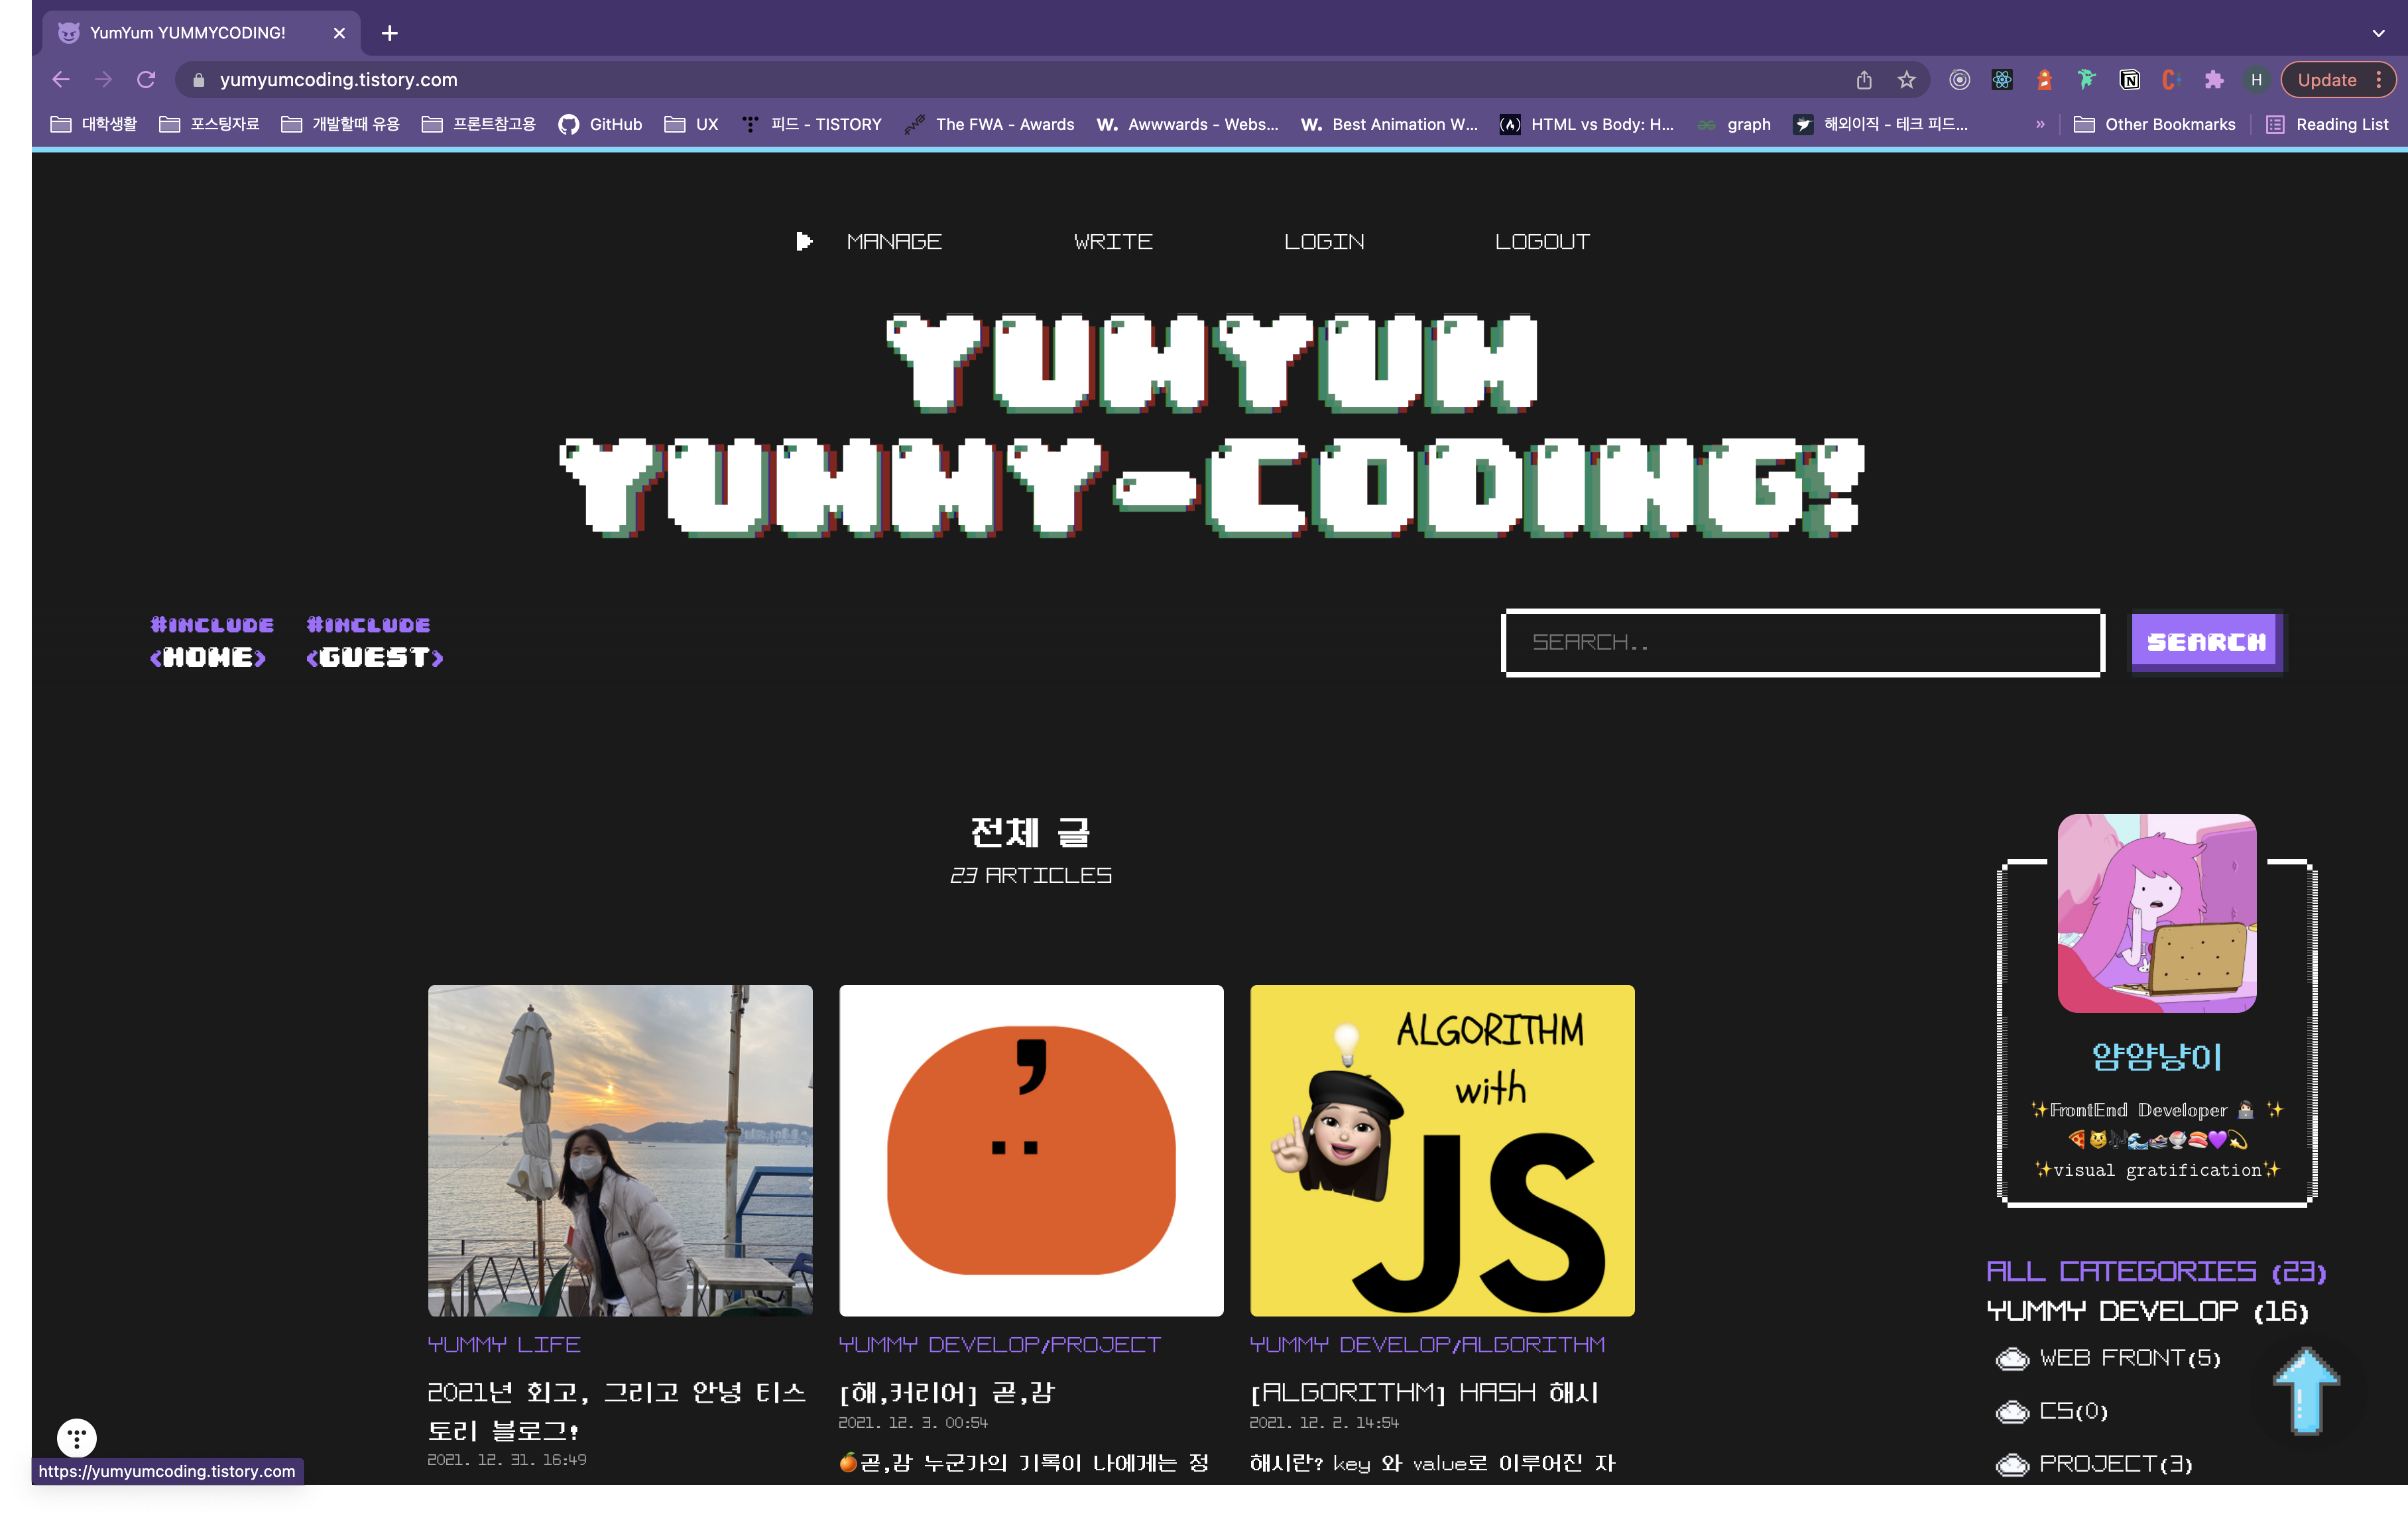 YumYum YUMMYCODING!
yumyumcoding.tistory.com
H
Update
대학생활
포스팅자료
개발할때 유용
프론트참고용
GitHub
UX
피드 - TISTORY
The FWA - Awards
W. Awwwards - Webs...
W. Best Animation W...
HTML vs Body: H...
graph
해외이직 - 테크 피드...
»
Other Bookmarks
Reading List
MANAGE
WRITE
LOGIN
LOGOUT
YUMYUM
YUMMY-CODING!
#INCLUDE
<HOME>
#INCLUDE
<GUEST>
SEARCH..
SEARCH
전체 글
23 ARTICLES
FILA
ALGORITHM
with
JS
YUMMY LIFE
2021년 회고, 그리고 안녕 티스
토리 블로그!
2021. 12. 31. 16:49
YUMMY DEVELOP/PROJECT
[해,커리어] 곧,감
2021. 12. 3. 00:54
🍊곧,감 누군가의 기록이 나에게는 정
YUMMY DEVELOP/ALGORITHM
[ALGORITHM] HASH 해시
2021. 12. 2. 14:54
해시란? key 와 value로 이루어진 자
얌얌냥이
✨FrontEnd Developer 👩🏻‍💻 ✨
🍕😼🎶🌊👟🍨🍣💜💫
✨visual gratification✨
ALL CATEGORIES (23)
YUMMY DEVELOP (16)
WEB FRONT(5)
CS(0)
PROJECT(3)
https://yumyumcoding.tistory.com